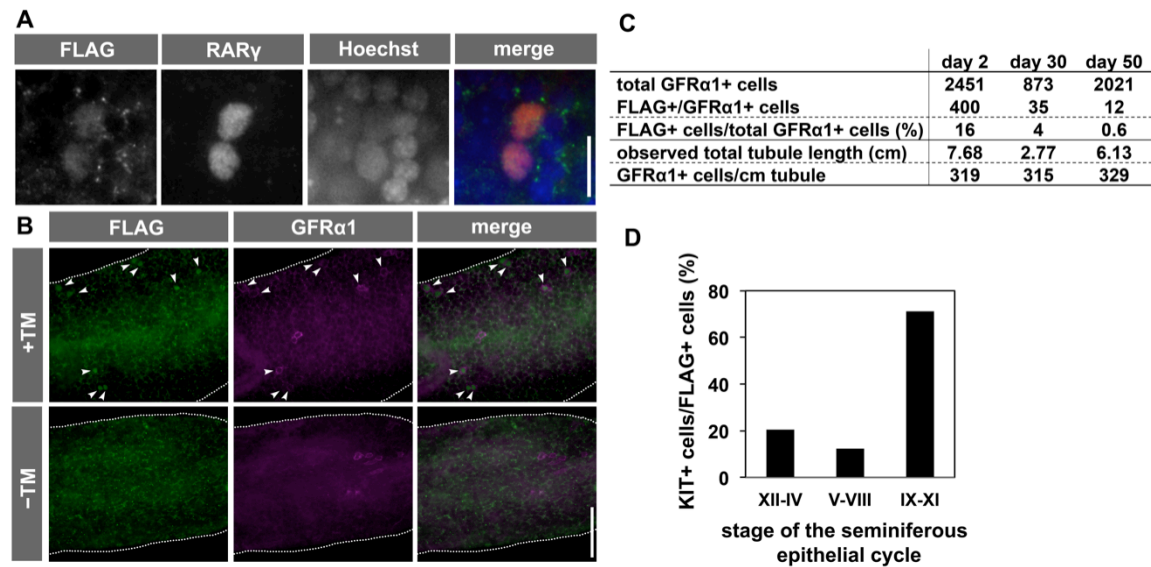 A
FLAG RARγ Hoechst merge
B
FLAG GFRα1 merge
+TM
−TM
C
day 2 day 30 day 50
total GFRα1+ cells 2451 873 2021
FLAG+/GFRα1+ cells 400 35 12
FLAG+ cells/total GFRα1+ cells (%) 16 4 0.6
observed total tubule length (cm) 7.68 2.77 6.13
GFRα1+ cells/cm tubule 319 315 329
D
KIT+ cells/FLAG+ cells (%)
80
60
40
20
0
XII-IV V-VIII IX-XI
stage of the seminiferous
epithelial cycle